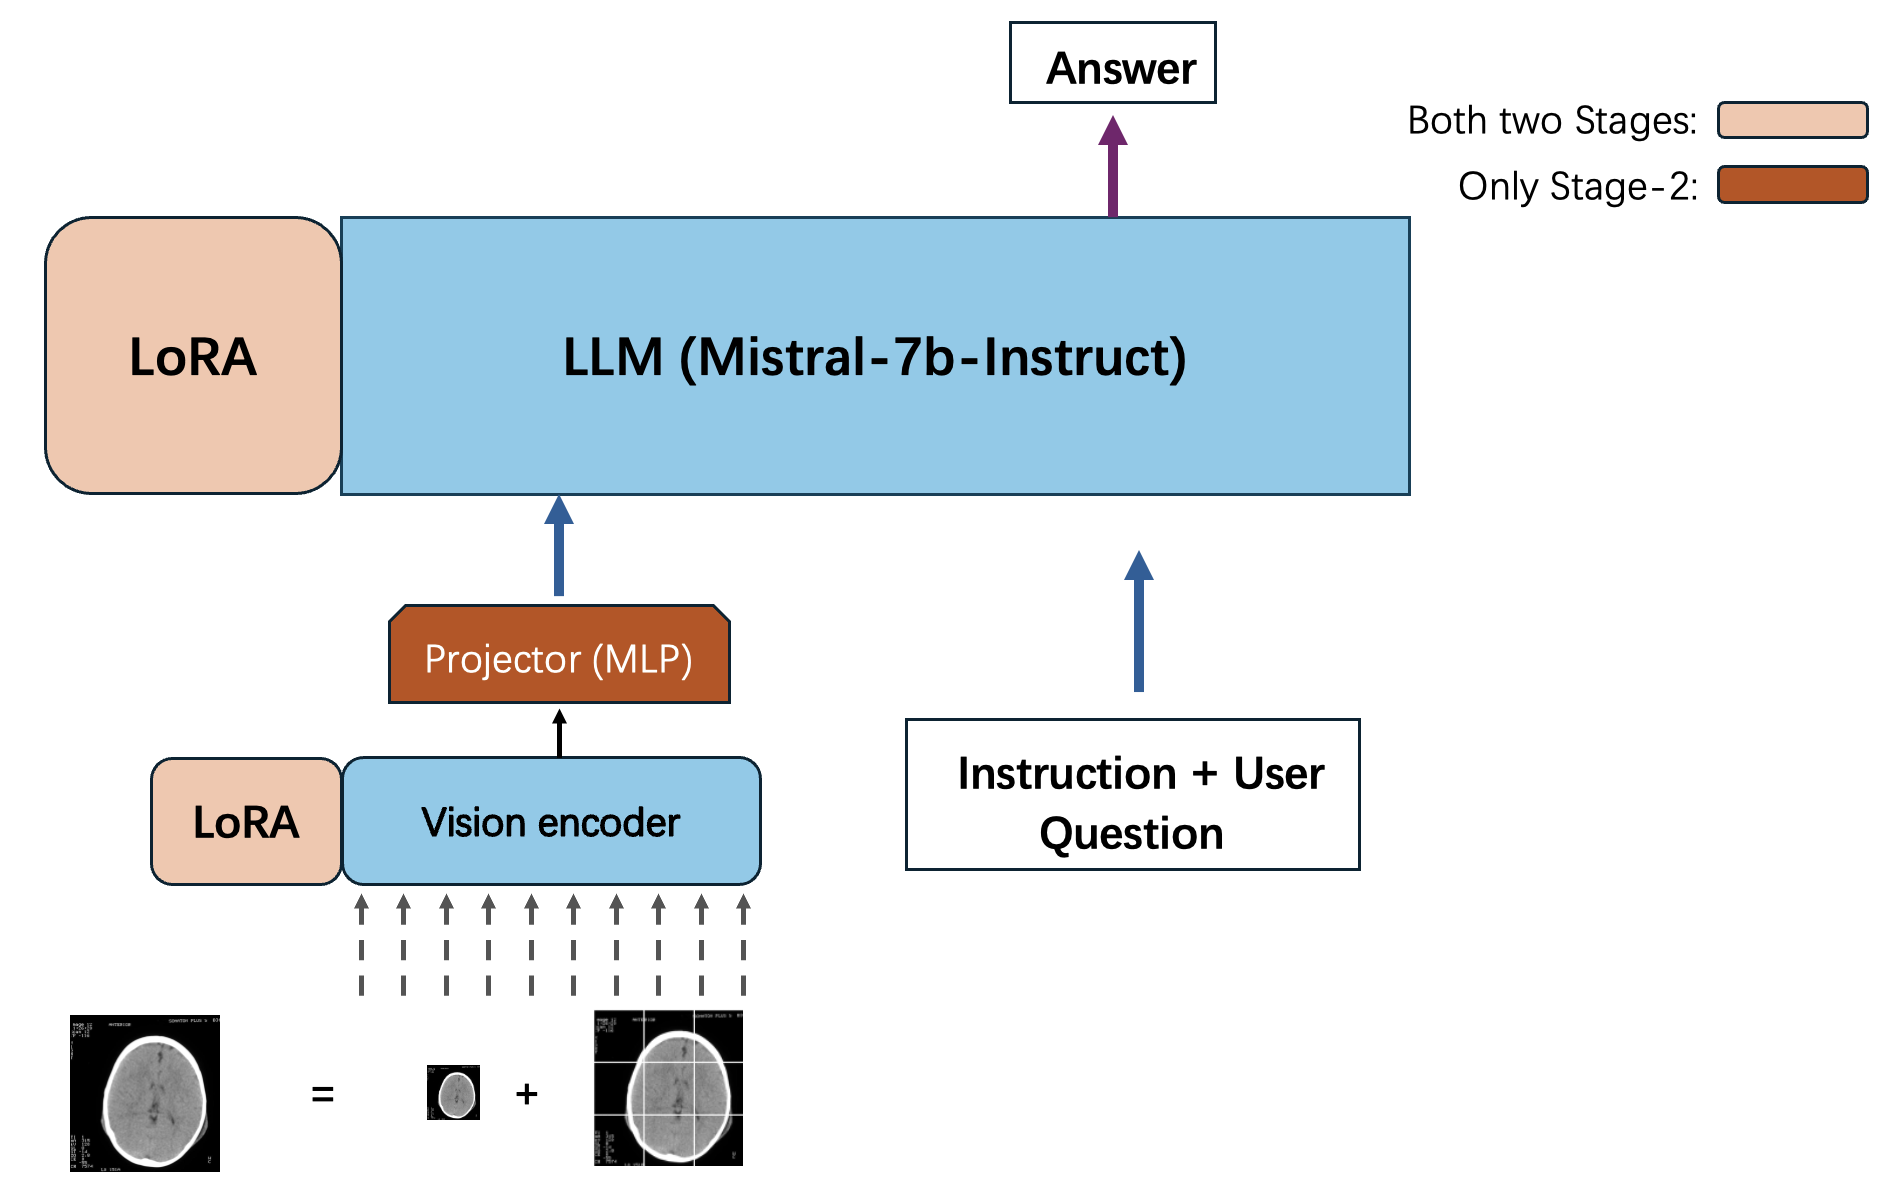 Answer
Both two Stages:
Only Stage-2:
LoRA
LLM (Mistral-7b-Instruct)
Projector (MLP)
LoRA
Vision encoder
Instruction + User
Question
=
+